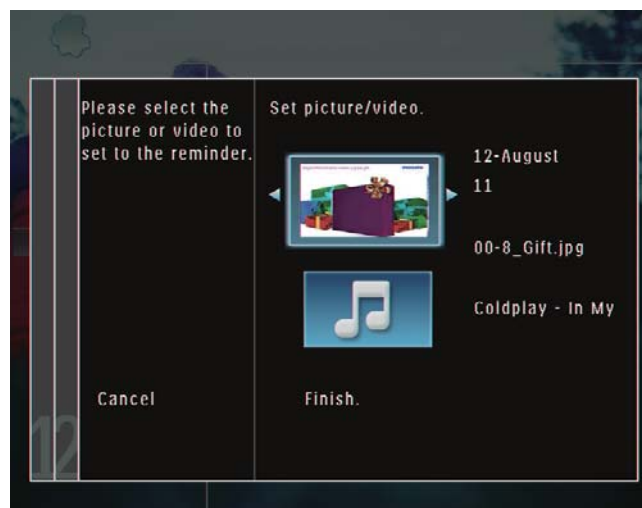 Please select the
picture or video to
set to the reminder.
Cancel
Set picture/video.
12-August
11
00-8_Gift.jpg
Coldplay - In My
Finish.
12